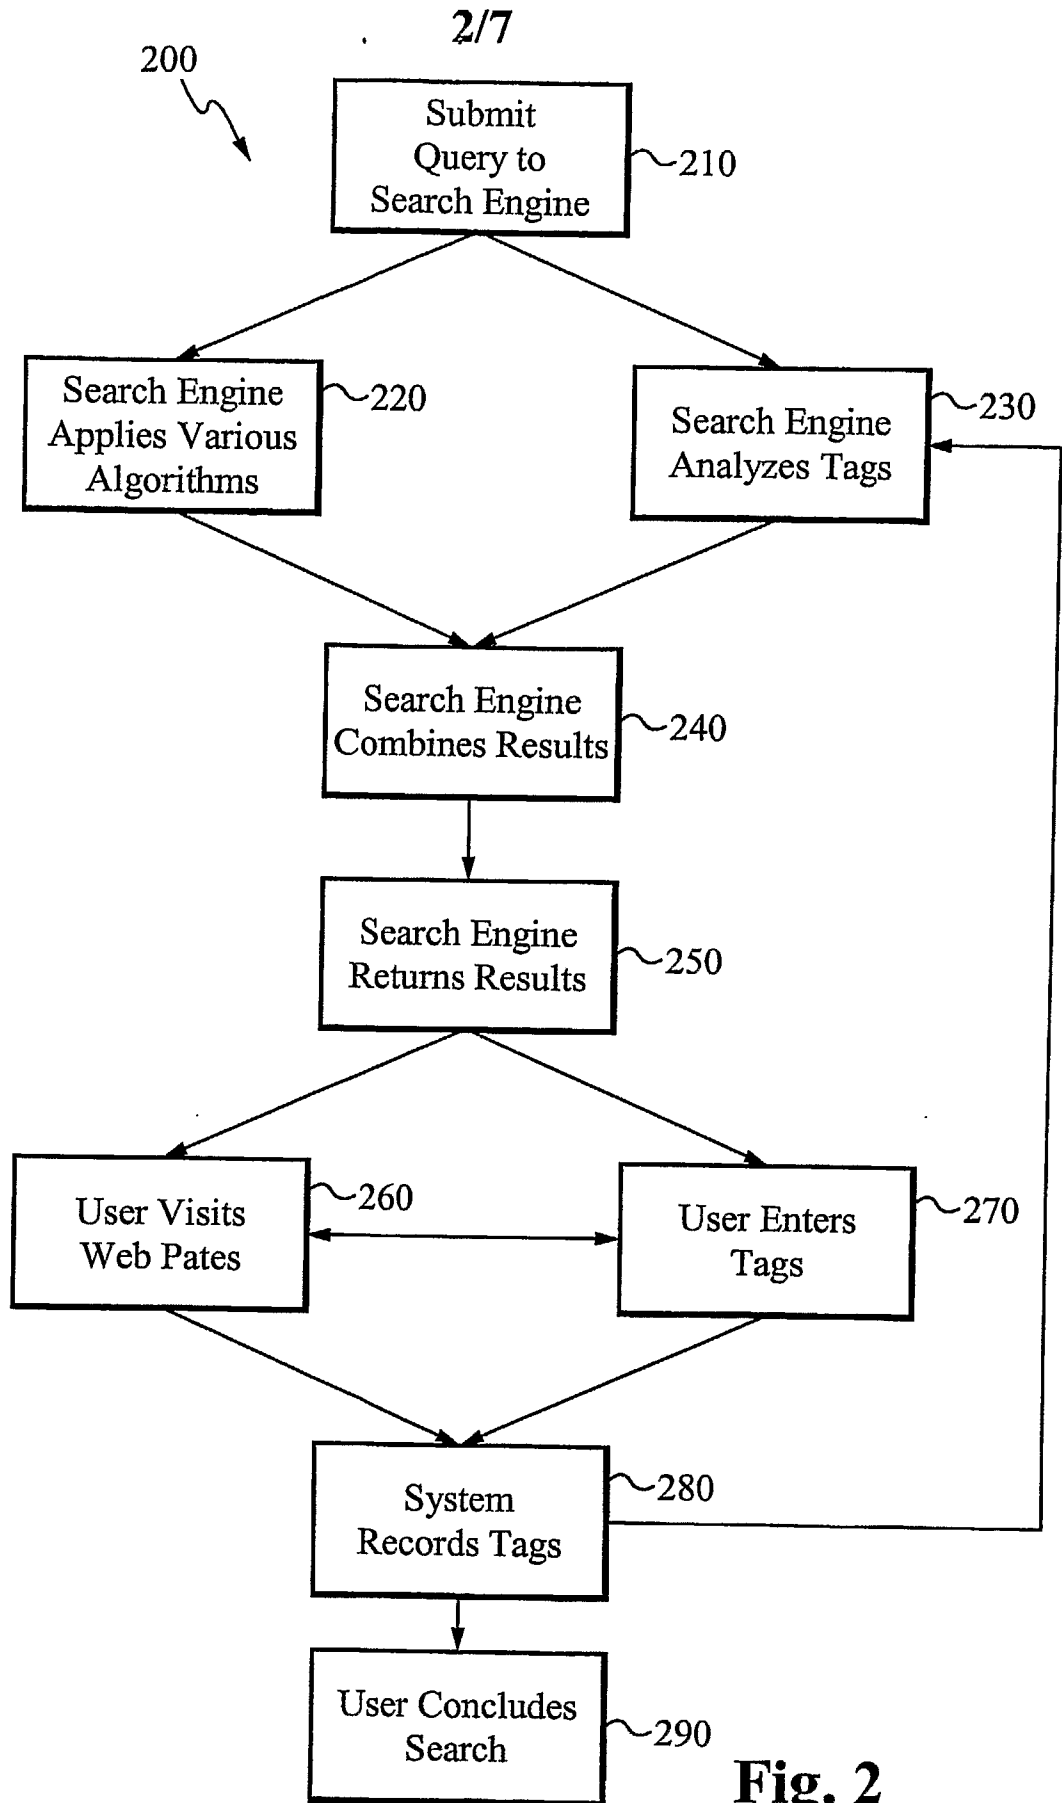 2/7
200
Submit
Query to
Search Engine
210
Search Engine
Applies Various
Algorithms
220
Search Engine
Analyzes Tags
230
Search Engine
Combines Results
240
Search Engine
Returns Results
250
User Visits
Web Pates
260
User Enters
Tags
270
System
Records Tags
280
User Concludes
Search
290
Fig. 2